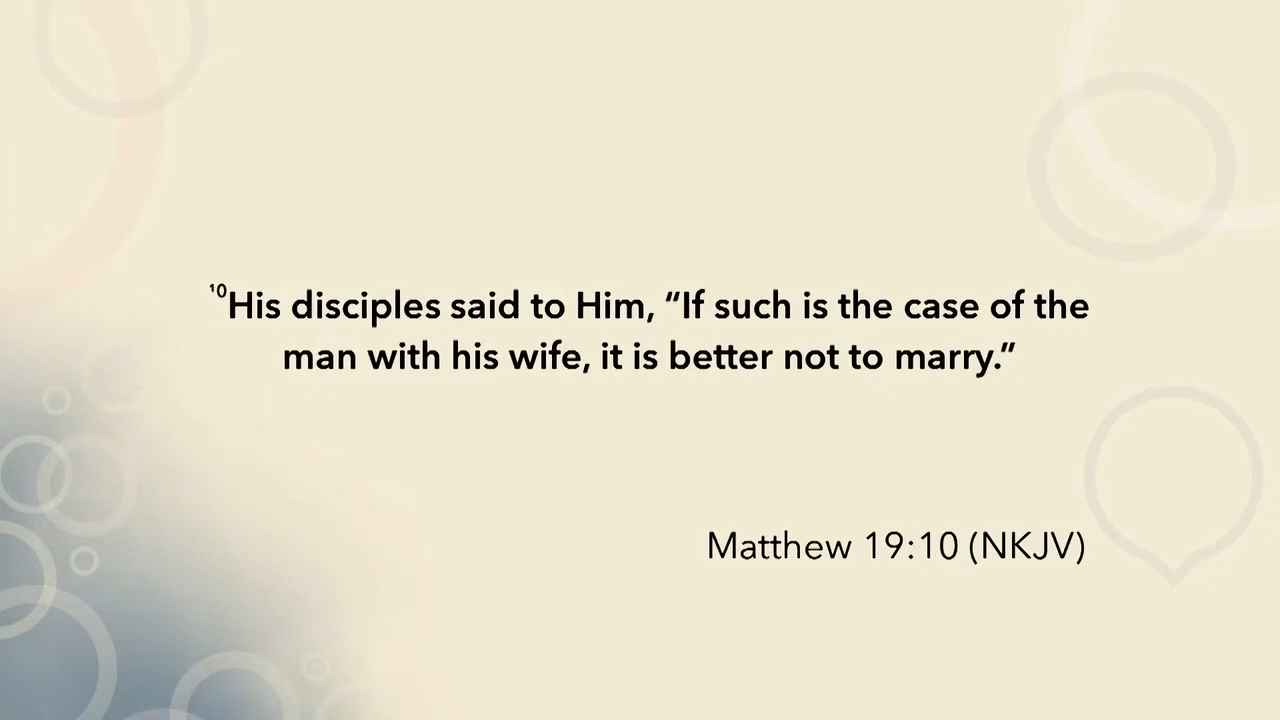 ¹⁰His disciples said to Him, “If such is the case of the
man with his wife, it is better not to marry.”
Matthew 19:10 (NKJV)